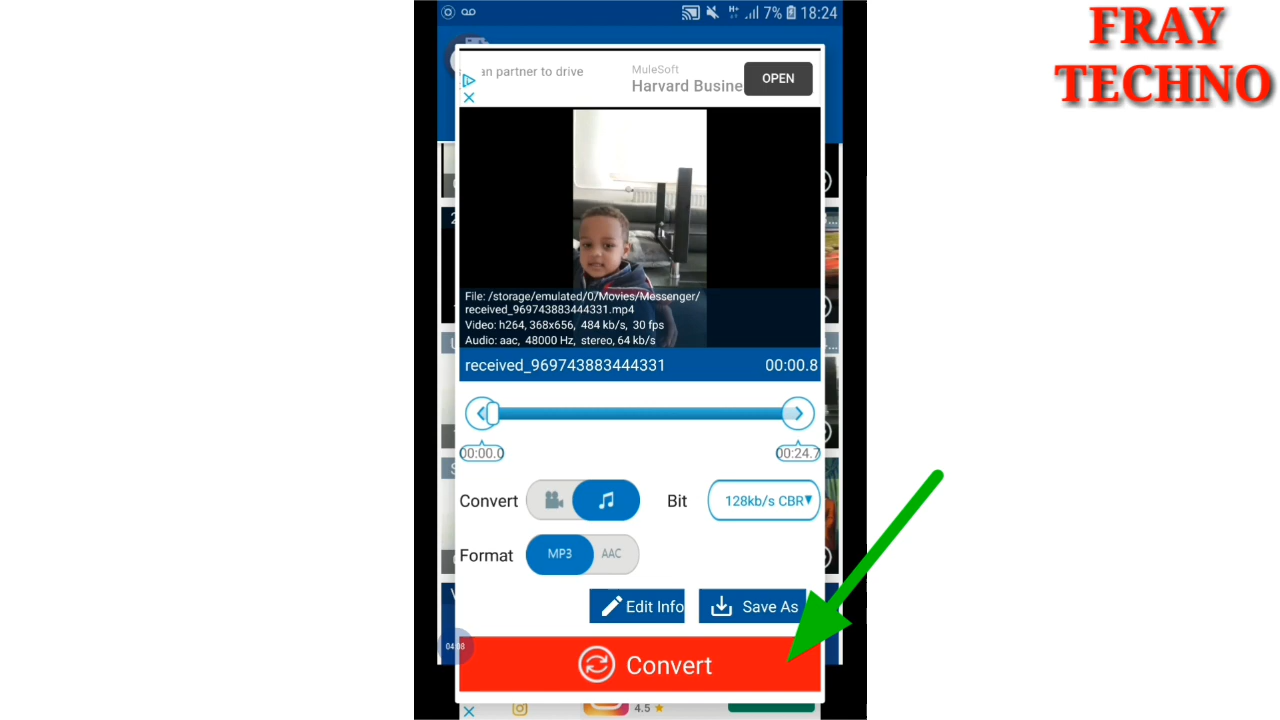 7% 18:24
FRAY
TECHNO
an partner to drive
MuleSoft
Harvard Busine
OPEN
File: /storage/emulated/0/Movies/Messenger/
received_969743883444331.mp4
Video: h264, 368x656, 484 kb/s, 30 fps
Audio: aac, 48000 Hz, stereo, 64 kb/s
received_969743883444331 00:00.8
00:00.0 00:24.7
Convert Bit 128kb/s CBR
Format MP3 AAC
Edit Info Save As
04:08
Convert
4.5